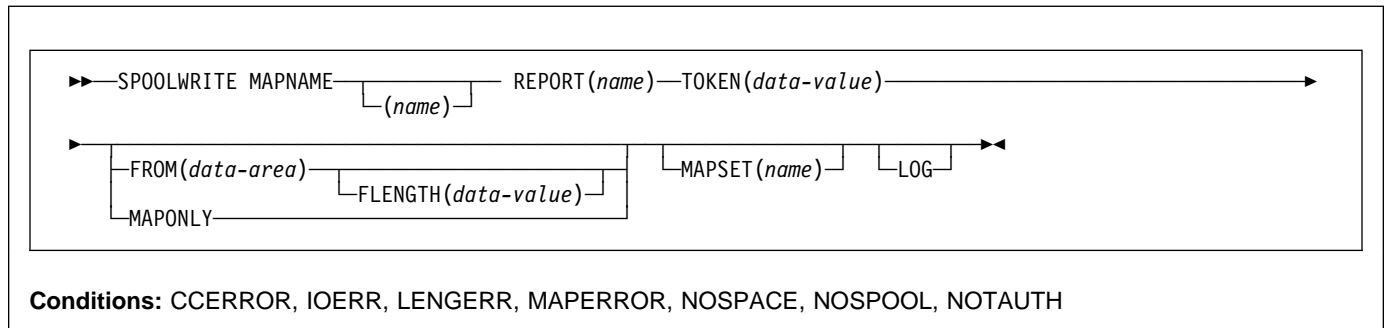 SPOOLWRITE MAPNAME (name) REPORT(name) TOKEN(data-value)
FROM(data-area) FLENGTH(data-value) MAPSET(name) LOG
MAPONLY
Conditions: CCERROR, IOERR, LENGERR, MAPERROR, NOSPACE, NOSPOOL, NOTAUTH